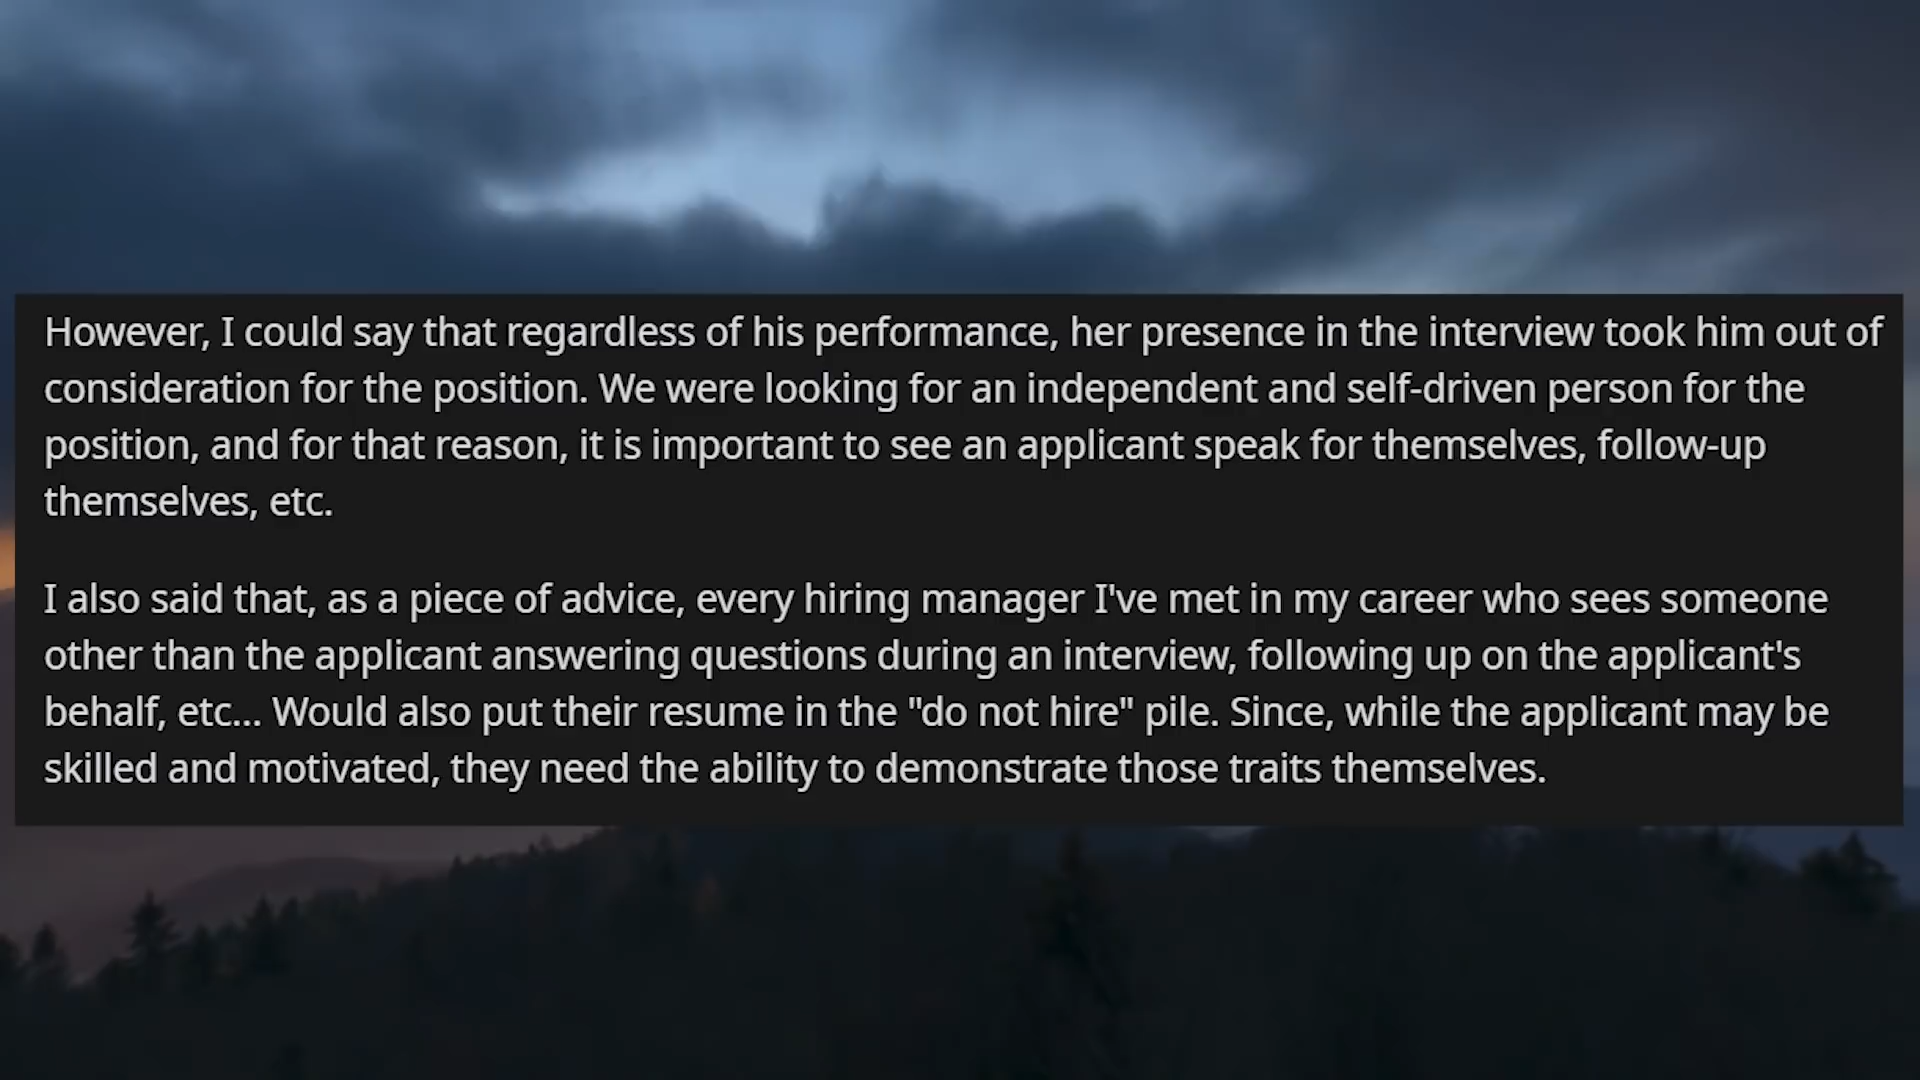 However, I could say that regardless of his performance, her presence in the interview took him out of
consideration for the position. We were looking for an independent and self-driven person for the
position, and for that reason, it is important to see an applicant speak for themselves, follow-up
themselves, etc.
I also said that, as a piece of advice, every hiring manager I've met in my career who sees someone
other than the applicant answering questions during an interview, following up on the applicant's
behalf, etc... Would also put their resume in the "do not hire" pile. Since, while the applicant may be
skilled and motivated, they need the ability to demonstrate those traits themselves.